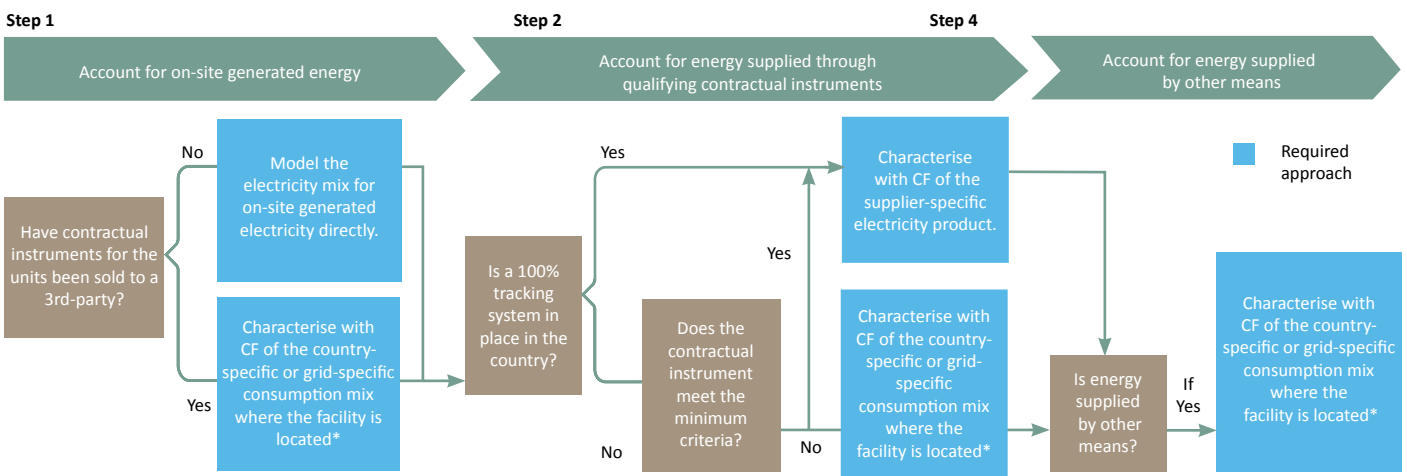 Step 1
Step 2
Step 4
Account for on-site generated energy
Account for energy supplied through
qualifying contractual instruments
Account for energy supplied
by other means
Have contractual
instruments for the
units been sold to a
3rd-party?
No
Model the
electricity mix for
on-site generated
electricity directly.
Yes
Characterise with
CF of the country-
specific or grid-specific
consumption mix
where the facility is
located*
Is a 100%
tracking
system in
place in the
country?
Yes
No
Does the
contractual
instrument
meet the
minimum
criteria?
Yes
No
Characterise
with CF of the
supplier-specific
electricity product.
Characterise with
CF of the country-
specific or grid-
specific
consumption mix
where the
facility is located*
Is energy
supplied
by other
means?
If
Yes
Characterise with
CF of the country-
specific or grid-specific
consumption mix
where the
facility is located*
Required
approach